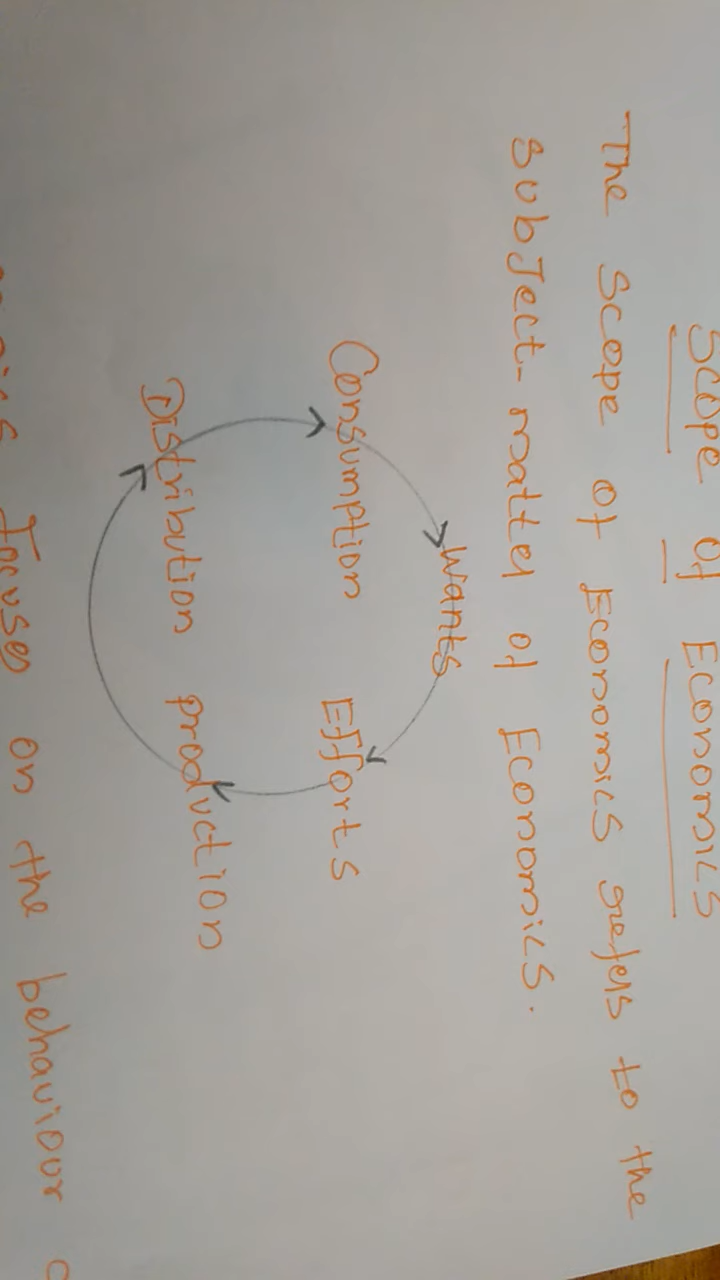 Scope of Economics
The scope of Economics refers to the
subject-matter of Economics.
Wants
Consumption Efforts
Distribution production
focuses on the behaviour